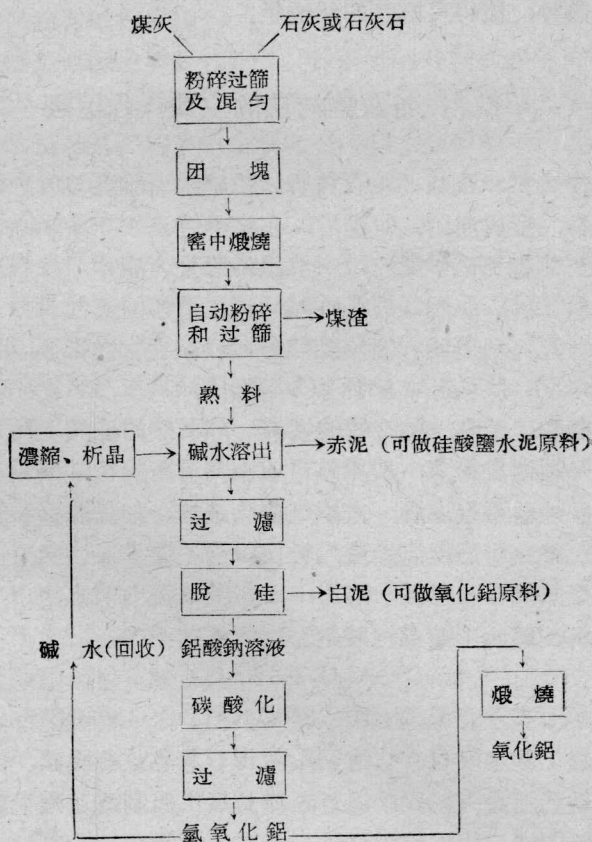 煤灰 石灰或石灰石
粉碎过篩
及混勻
团塊
窰中煅燒
自动粉碎
和过篩
煤渣
熟料
濃縮、析晶
碱水溶出
赤泥（可做硅酸鹽水泥原料）
过濾
脫硅
白泥（可做氧化鋁原料）
碱水(回收)
鋁酸鈉溶液
碳酸化
煅燒
过濾
氧化鋁
氫氧化鋁